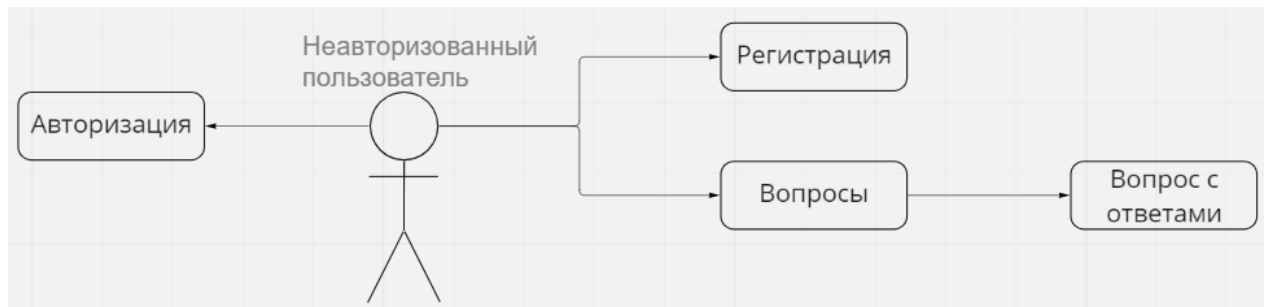 Неавторизованный
пользователь
Регистрация
Авторизация
Вопросы
Вопрос с
ответами